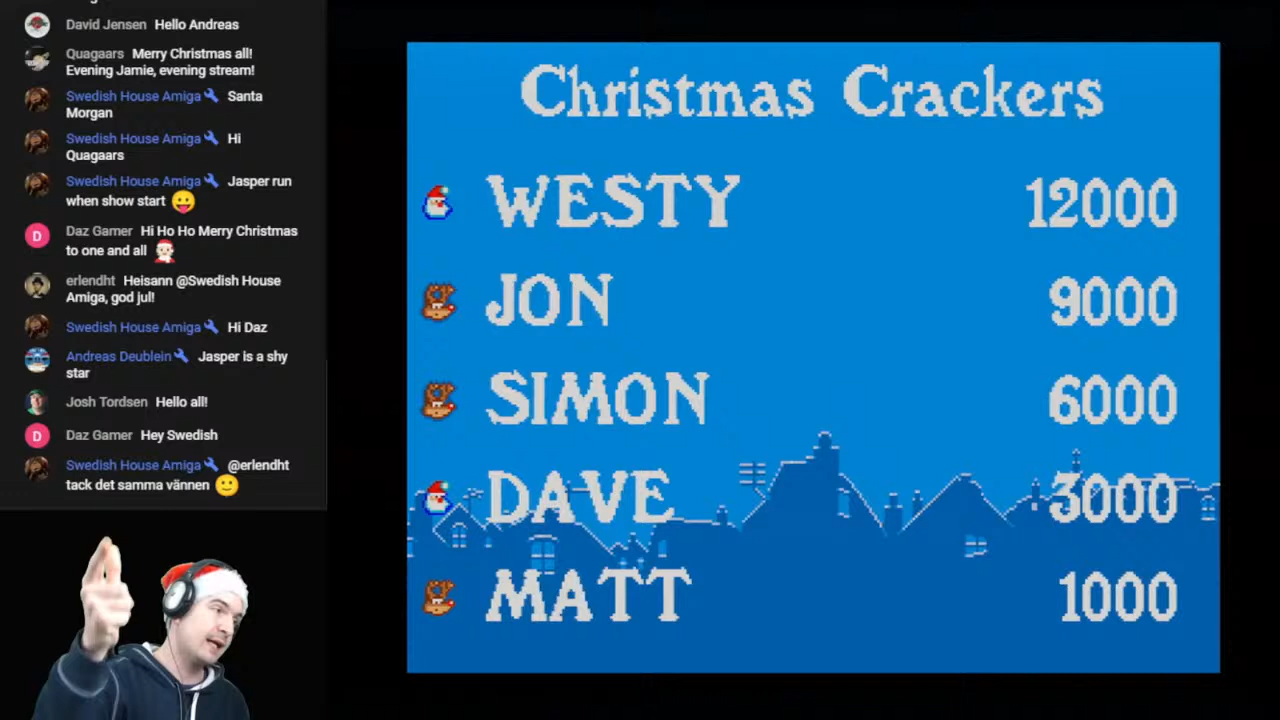 David Jensen Hello Andreas
Quagaars Merry Christmas all!
Evening Jamie, evening stream!
Swedish House Amiga Santa
Morgan
Swedish House Amiga Hi
Quagaars
Swedish House Amiga Jasper run
when show start 😛
D Daz Gamer Hi Ho Ho Merry Christmas
to one and all 🎅
erlendht Heisann @Swedish House
Amiga, god jul!
Swedish House Amiga Hi Daz
Andreas Deublein Jasper is a shy
star
Josh Tordsen Hello all!
D Daz Gamer Hey Swedish
Swedish House Amiga @erlendht
tack det samma vännen 🙂
Christmas Crackers
WESTY 12000
JON 9000
SIMON 6000
DAVE 3000
MATT 1000